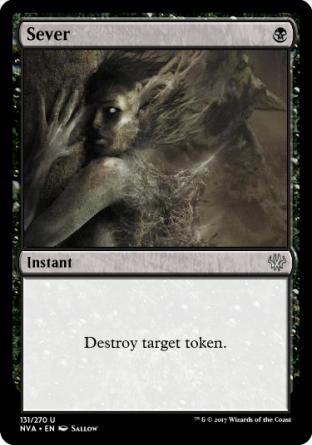 Sever
Instant
Destroy target token.
131/270 U
NVA • EN Sallow
™ & © 2017 Wizards of the Coast